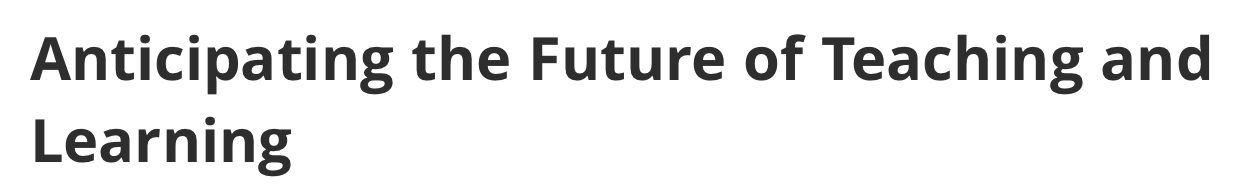 Anticipating the Future of Teaching and
Learning